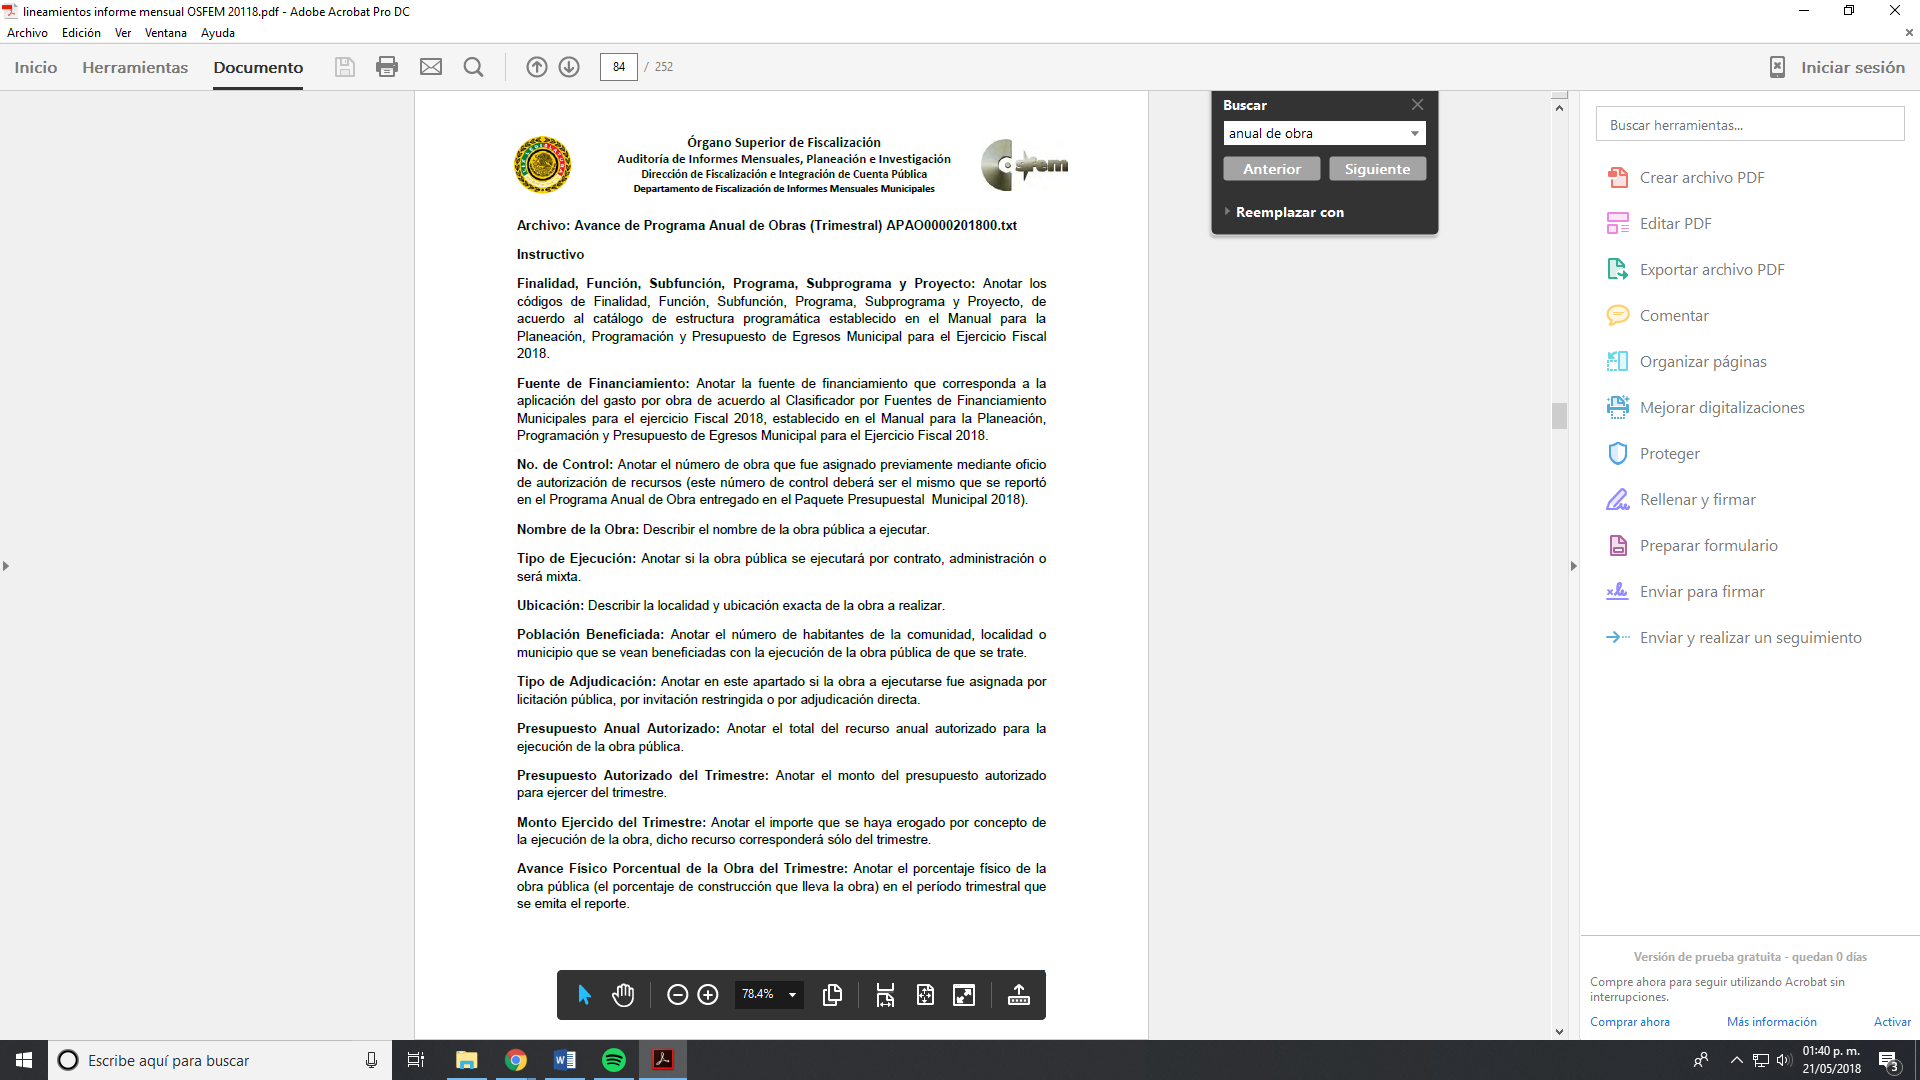 lineamientos informe mensual OSFEM 20118.pdf - Adobe Acrobat Pro DC
Archivo Edición Ver Ventana Ayuda
Inicio Herramientas Documento 84 / 252 Iniciar sesión
Órgano Superior de Fiscalización
Auditoría de Informes Mensuales, Planeación e Investigación
Dirección de Fiscalización e Integración de Cuenta Pública
Departamento de Fiscalización de Informes Mensuales Municipales
Osfem
Archivo: Avance de Programa Anual de Obras (Trimestral) APAO0000201800.txt
Instructivo
Finalidad, Función, Subfunción, Programa, Subprograma y Proyecto: Anotar los
códigos de Finalidad, Función, Subfunción, Programa, Subprograma y Proyecto, de
acuerdo al catálogo de estructura programática establecido en el Manual para la
Planeación, Programación y Presupuesto de Egresos Municipal para el Ejercicio Fiscal
2018.
Fuente de Financiamiento: Anotar la fuente de financiamiento que corresponda a la
aplicación del gasto por obra de acuerdo al Clasificador por Fuentes de Financiamiento
Municipales para el ejercicio Fiscal 2018, establecido en el Manual para la Planeación,
Programación y Presupuesto de Egresos Municipal para el Ejercicio Fiscal 2018.
No. de Control: Anotar el número de obra que fue asignado previamente mediante oficio
de autorización de recursos (este número de control deberá ser el mismo que se reportó
en el Programa Anual de Obra entregado en el Paquete Presupuestal Municipal 2018).
Nombre de la Obra: Describir el nombre de la obra pública a ejecutar.
Tipo de Ejecución: Anotar si la obra pública se ejecutará por contrato, administración o
será mixta.
Ubicación: Describir la localidad y ubicación exacta de la obra a realizar.
Población Beneficiada: Anotar el número de habitantes de la comunidad, localidad o
municipio que se vean beneficiadas con la ejecución de la obra pública de que se trate.
Tipo de Adjudicación: Anotar en este apartado si la obra a ejecutarse fue asignada por
licitación pública, por invitación restringida o por adjudicación directa.
Presupuesto Anual Autorizado: Anotar el total del recurso anual autorizado para la
ejecución de la obra pública.
Presupuesto Autorizado del Trimestre: Anotar el monto del presupuesto autorizado
para ejercer del trimestre.
Monto Ejercido del Trimestre: Anotar el importe que se haya erogado por concepto de
la ejecución de la obra, dicho recurso corresponderá sólo del trimestre.
Avance Físico Porcentual de la Obra del Trimestre: Anotar el porcentaje físico de la
obra pública (el porcentaje de construcción que lleva la obra) en el período trimestral que
se emita el reporte.
78.4%
Buscar
anual de obra
Anterior Siguiente
Reemplazar con
Buscar herramientas...
Crear archivo PDF
Editar PDF
Exportar archivo PDF
Comentar
Organizar páginas
Mejorar digitalizaciones
Proteger
Rellenar y firmar
Preparar formulario
Enviar para firmar
Enviar y realizar un seguimiento
Versión de prueba gratuita - quedan 0 días
Compre ahora para seguir utilizando Acrobat sin
interrupciones.
Comprar ahora Más información Activar
Escribe aquí para buscar
01:40 p. m.
21/05/2018
3